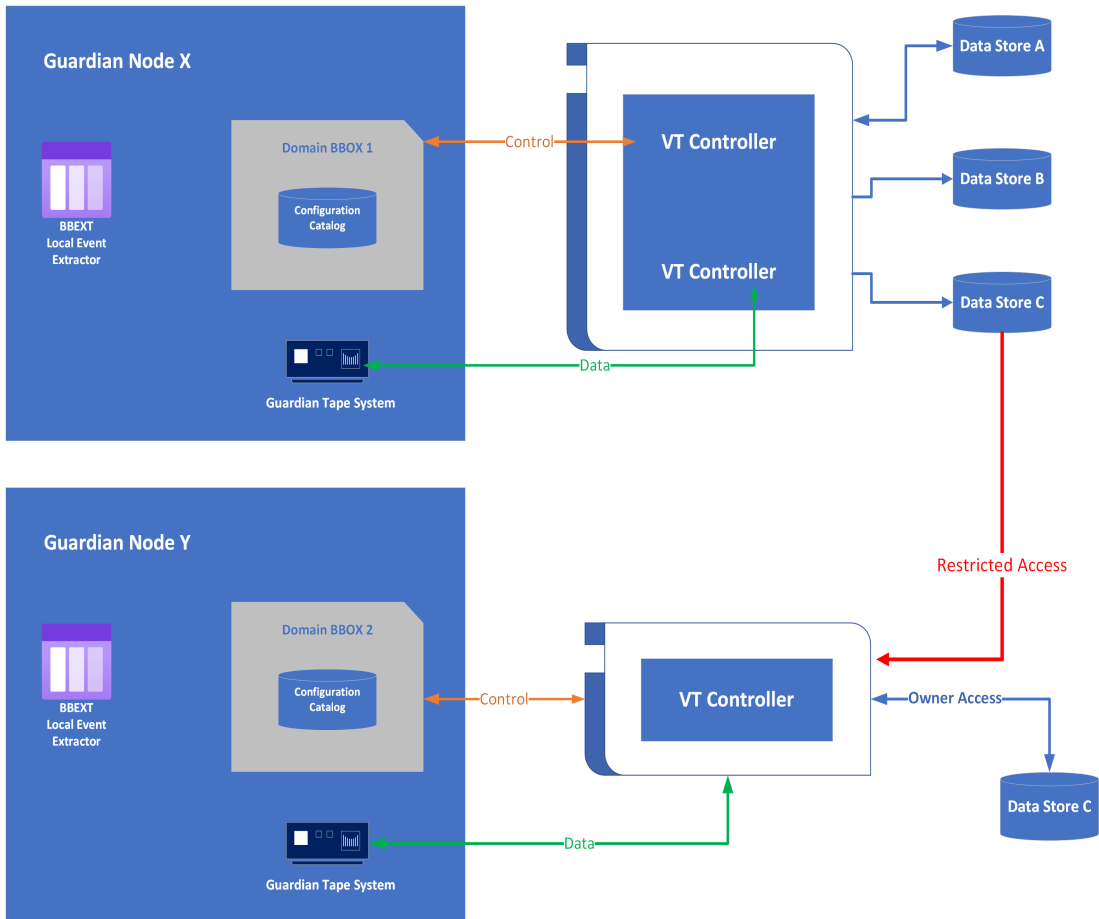 Guardian Node X
Domain BBOX 1
Configuration
Catalog
BBEXT
Local Event
Extractor
Guardian Tape System
Control
VT Controller
VT Controller
Data
Data Store A
Data Store B
Data Store C
Restricted Access
Guardian Node Y
Domain BBOX 2
Configuration
Catalog
BBEXT
Local Event
Extractor
Guardian Tape System
Control
VT Controller
Owner Access
Data
Data Store C